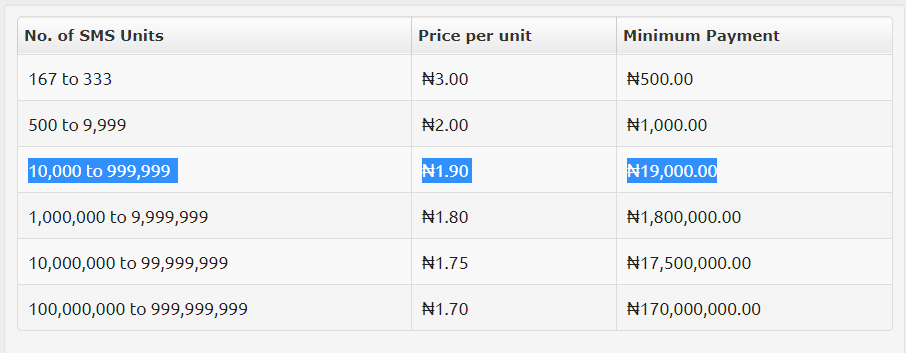 No. of SMS Units Price per unit Minimum Payment
167 to 333 ₦3.00 ₦500.00
500 to 9,999 ₦2.00 ₦1,000.00
10,000 to 999,999 ₦1.90 ₦19,000.00
1,000,000 to 9,999,999 ₦1.80 ₦1,800,000.00
10,000,000 to 99,999,999 ₦1.75 ₦17,500,000.00
100,000,000 to 999,999,999 ₦1.70 ₦170,000,000.00